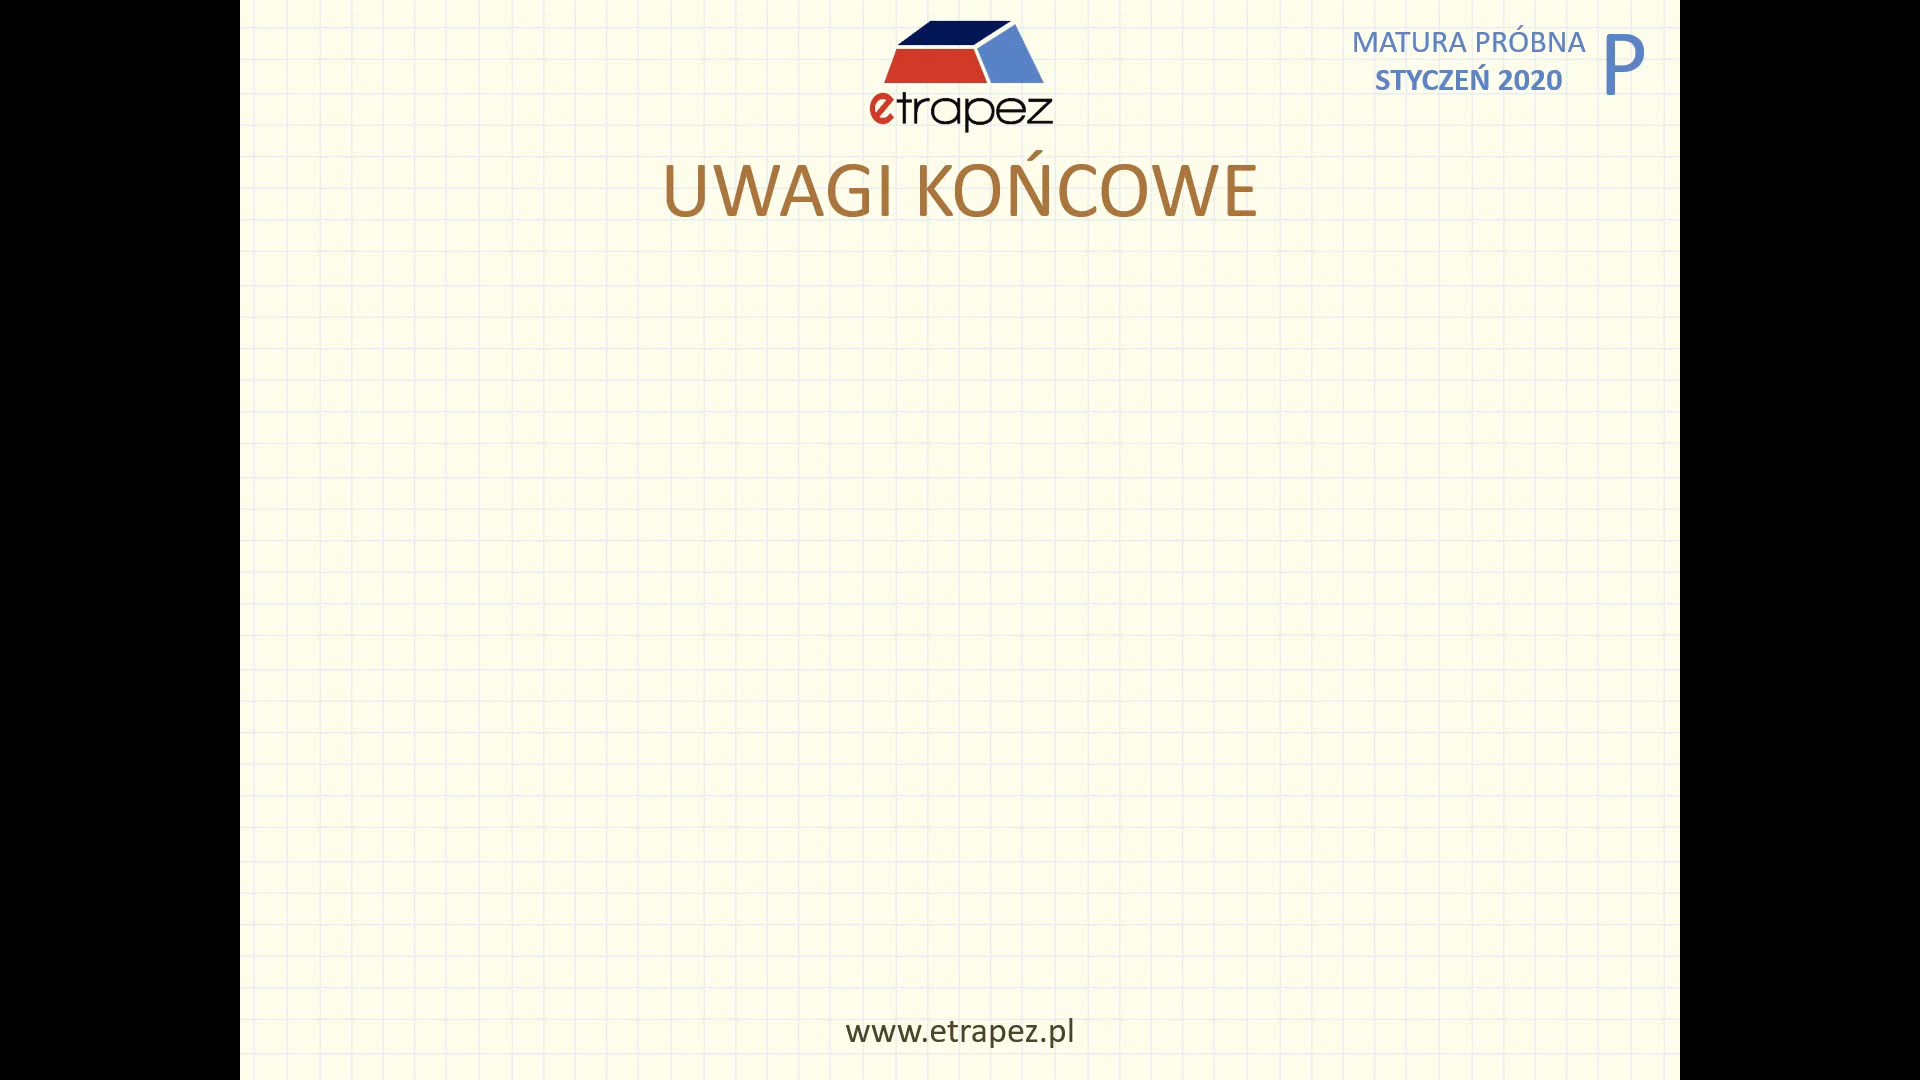 etrapez
MATURA PRÓBNA
STYCZEŃ 2020
P
UWAGI KOŃCOWE
www.etrapez.pl